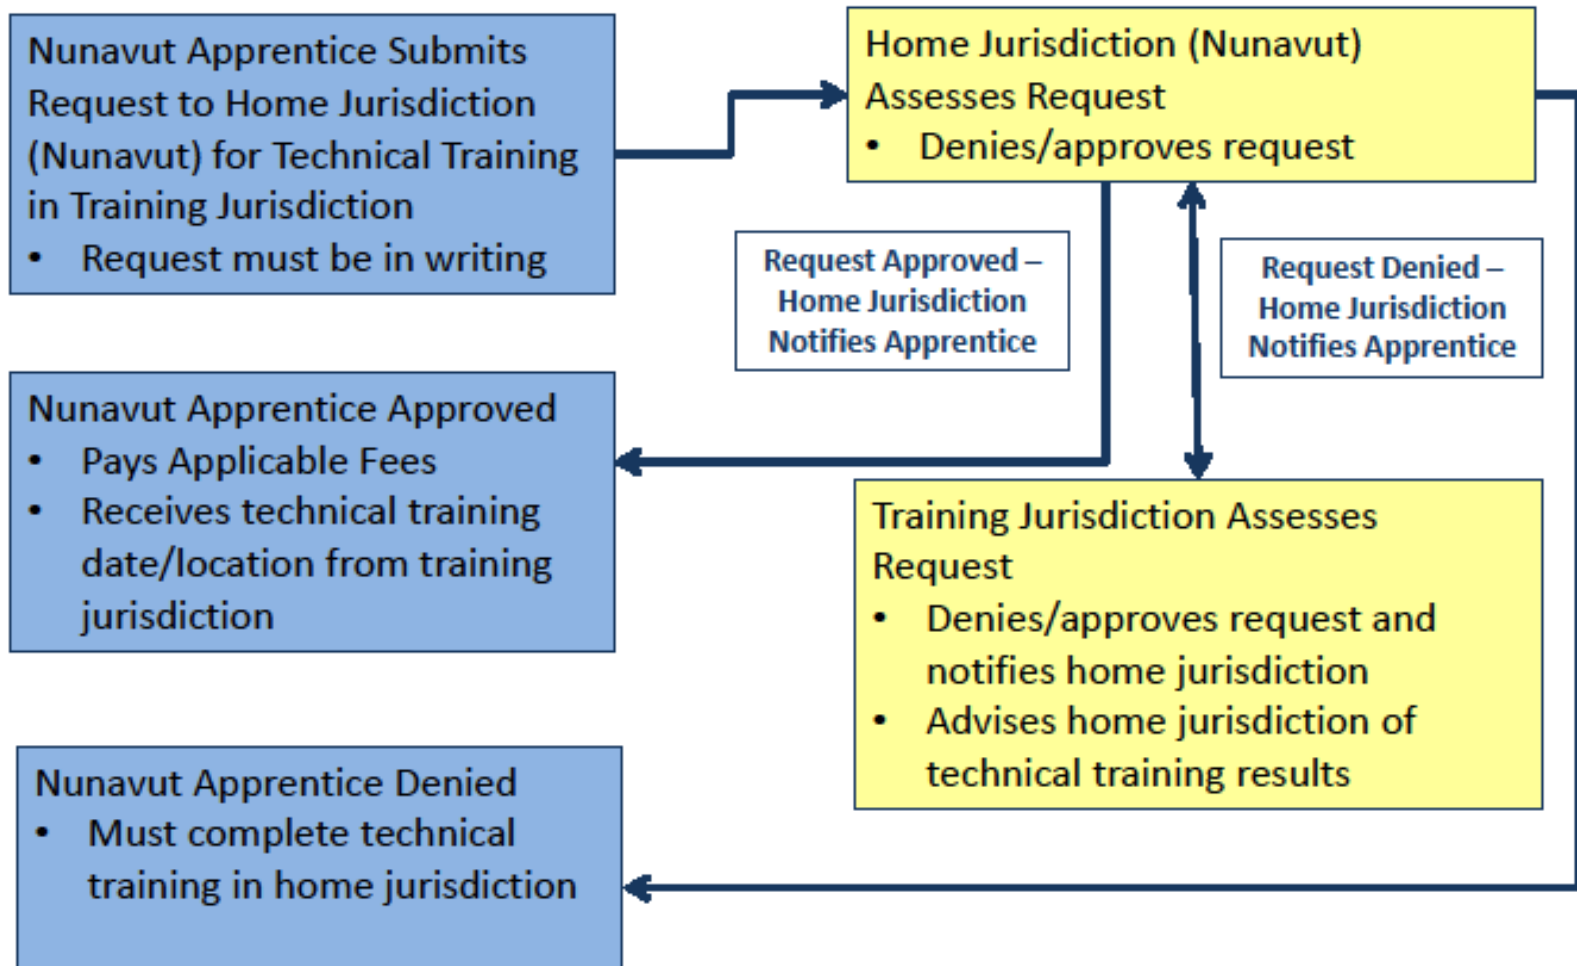 Nunavut Apprentice Submits
Request to Home Jurisdiction
(Nunavut) for Technical Training
in Training Jurisdiction
• Request must be in writing
Home Jurisdiction (Nunavut)
Assesses Request
• Denies/approves request
Request Approved –
Home Jurisdiction
Notifies Apprentice
Request Denied –
Home Jurisdiction
Notifies Apprentice
Nunavut Apprentice Approved
• Pays Applicable Fees
• Receives technical training
date/location from training
jurisdiction
Training Jurisdiction Assesses
Request
• Denies/approves request and
notifies home jurisdiction
• Advises home jurisdiction of
technical training results
Nunavut Apprentice Denied
• Must complete technical
training in home jurisdiction